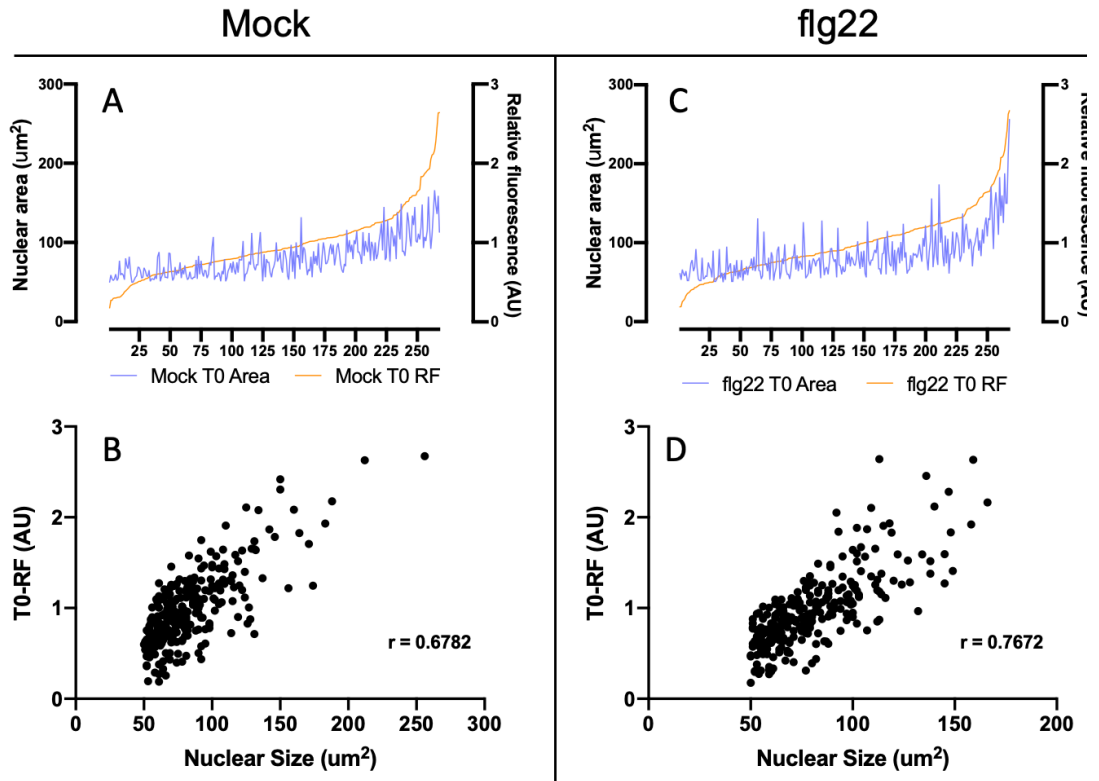 Mock
flg22
A
300
200
100
0
Nuclear area (um²)
3
2
1
0
Relative fluorescence (AU)
25 50 75 100 125 150 175 200 225 250
Mock T0 Area Mock T0 RF
C
300
200
100
0
Nuclear area (um²)
3
2
1
0
Relative fluorescence (AU)
25 50 75 100 125 150 175 200 225 250
flg22 T0 Area flg22 T0 RF
B
3
2
1
0
T0-RF (AU)
r = 0.6782
0 50 100 150 200 250 300
Nuclear Size (um²)
D
3
2
1
0
T0-RF (AU)
r = 0.7672
0 50 100 150 200
Nuclear Size (um²)